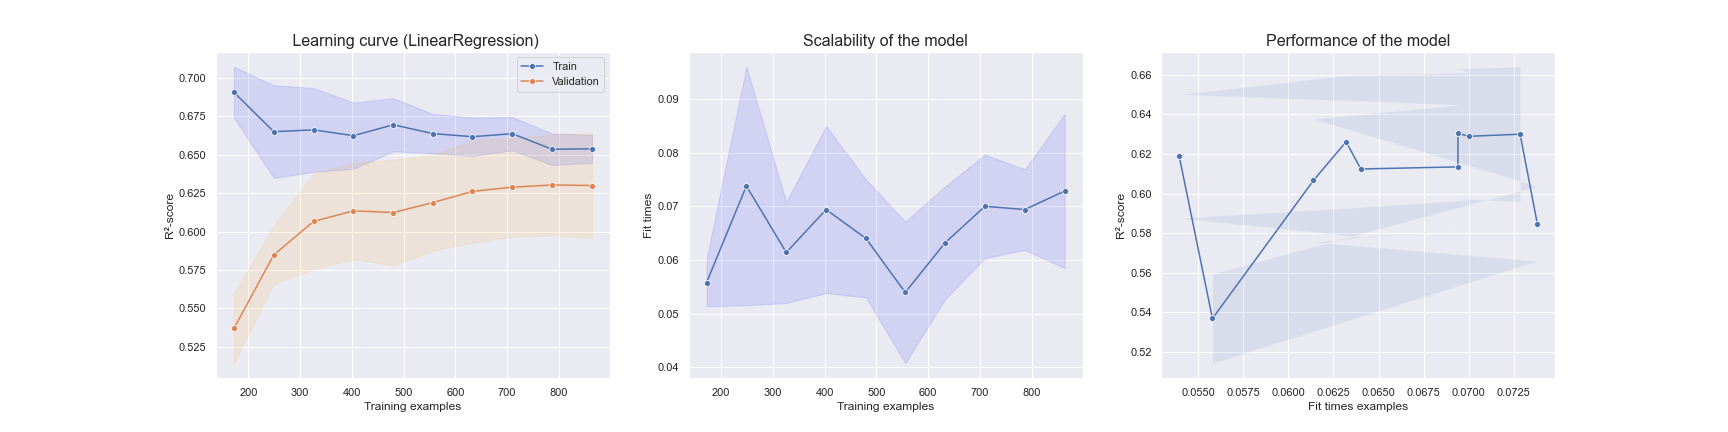 Learning curve (LinearRegression)
Train
Validation
0.700
0.675
0.650
0.625
0.600
0.575
0.550
0.525
R²-score
200 300 400 500 600 700 800
Training examples
Scalability of the model
0.09
0.08
0.07
0.06
0.05
0.04
Fit times
200 300 400 500 600 700 800
Training examples
Performance of the model
0.66
0.64
0.62
0.60
0.58
0.56
0.54
0.52
R²-score
0.0550 0.0575 0.0600 0.0625 0.0650 0.0675 0.0700 0.0725
Fit times examples